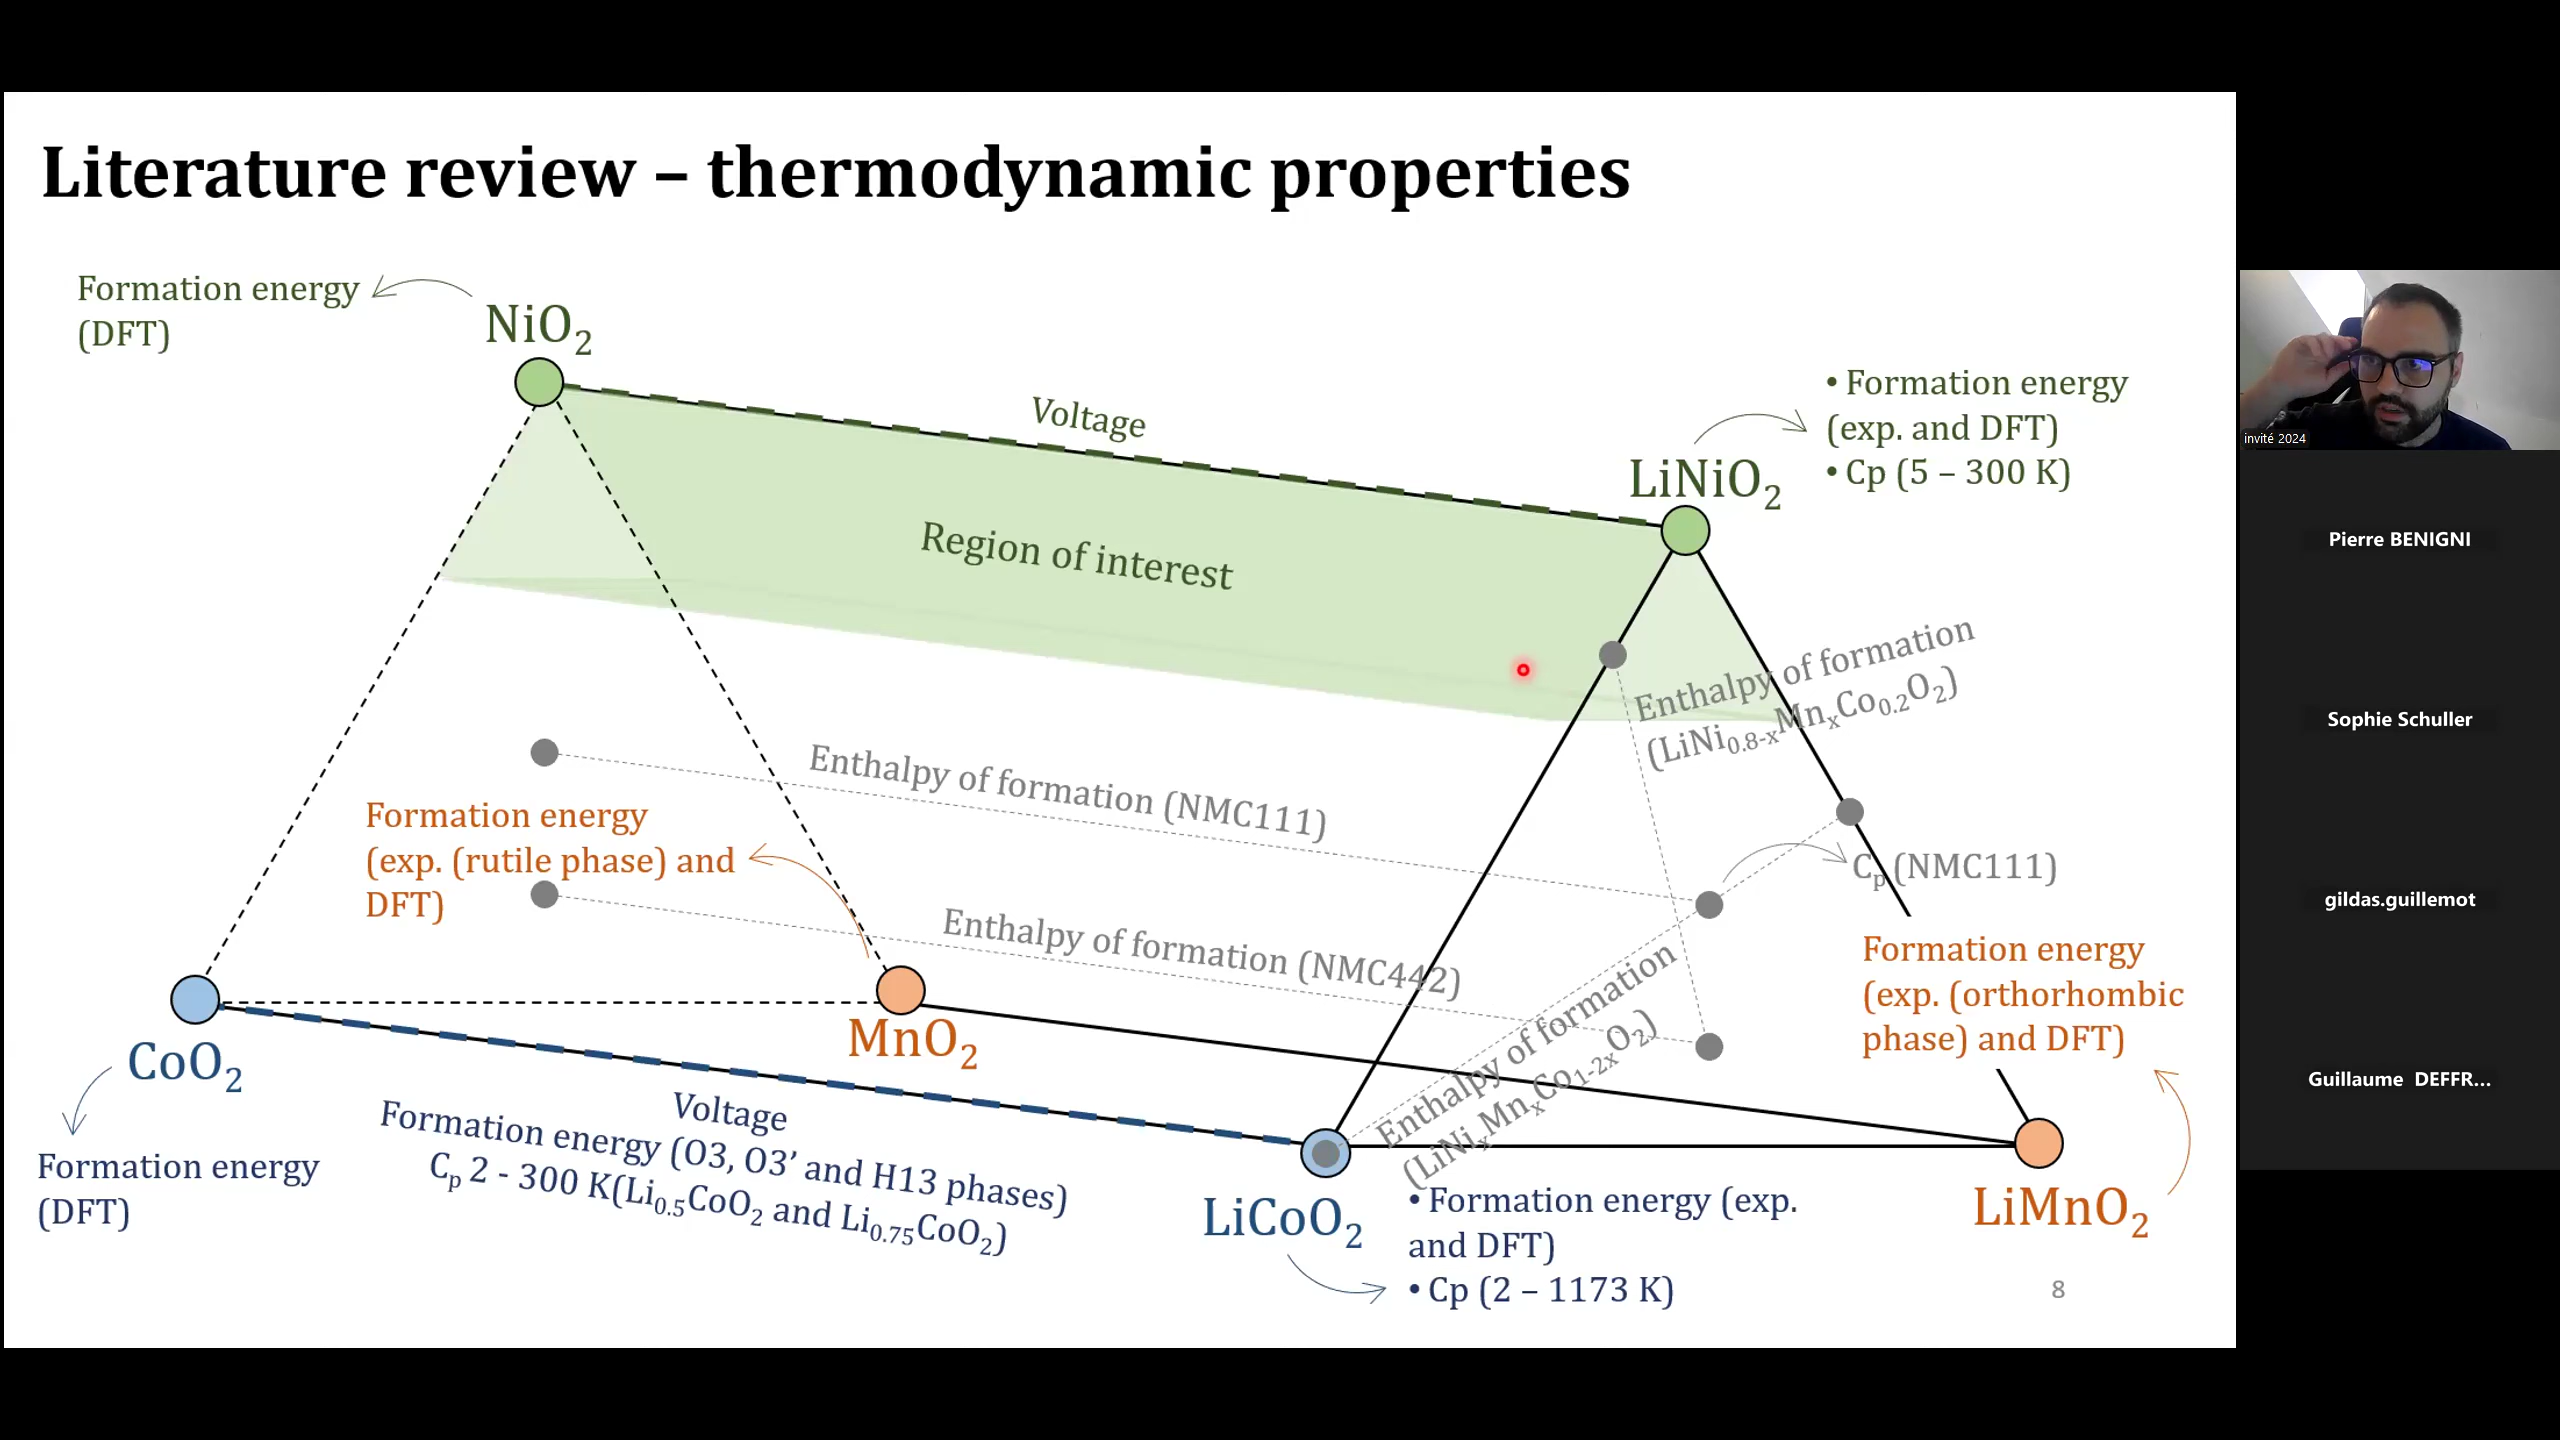 Literature review – thermodynamic properties
Formation energy
(DFT)
NiO₂
Voltage
• Formation energy
(exp. and DFT)
• Cp (5 – 300 K)
LiNiO₂
Region of interest
Enthalpy of formation
(LiNi₀.₈₋ₓMnₓCo₀.₂O₂)
Enthalpy of formation (NMC111)
Formation energy
(exp. (rutile phase) and
DFT)
Cₚ (NMC111)
Enthalpy of formation (NMC442)
Formation energy
(exp. (orthorhombic
phase) and DFT)
Enthalpy of formation
(LiNiₓMnₓCo₁₋₂ₓO₂)
CoO₂
MnO₂
Voltage
Formation energy (O3, O3’ and H13 phases)
Cₚ 2 - 300 K(Li₀.₅CoO₂ and Li₀.₇₅CoO₂)
Formation energy
(DFT)
LiCoO₂
• Formation energy (exp.
and DFT)
• Cp (2 – 1173 K)
LiMnO₂
8
invité 2024
Pierre BENIGNI
Sophie Schuller
gildas.guillemot
Guillaume DEFFR...